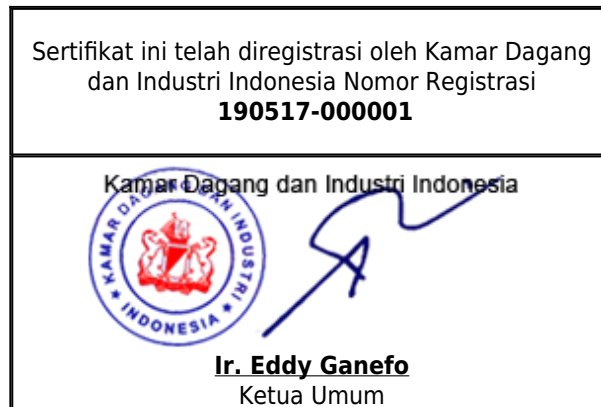 Sertifikat ini telah diregistrasi oleh Kamar Dagang
dan Industri Indonesia Nomor Registrasi
190517-000001
Kamar Dagang dan Industri Indonesia
KAMAR DAGANG DAN INDUSTRI
INDONESIA
Ir. Eddy Ganefo
Ketua Umum